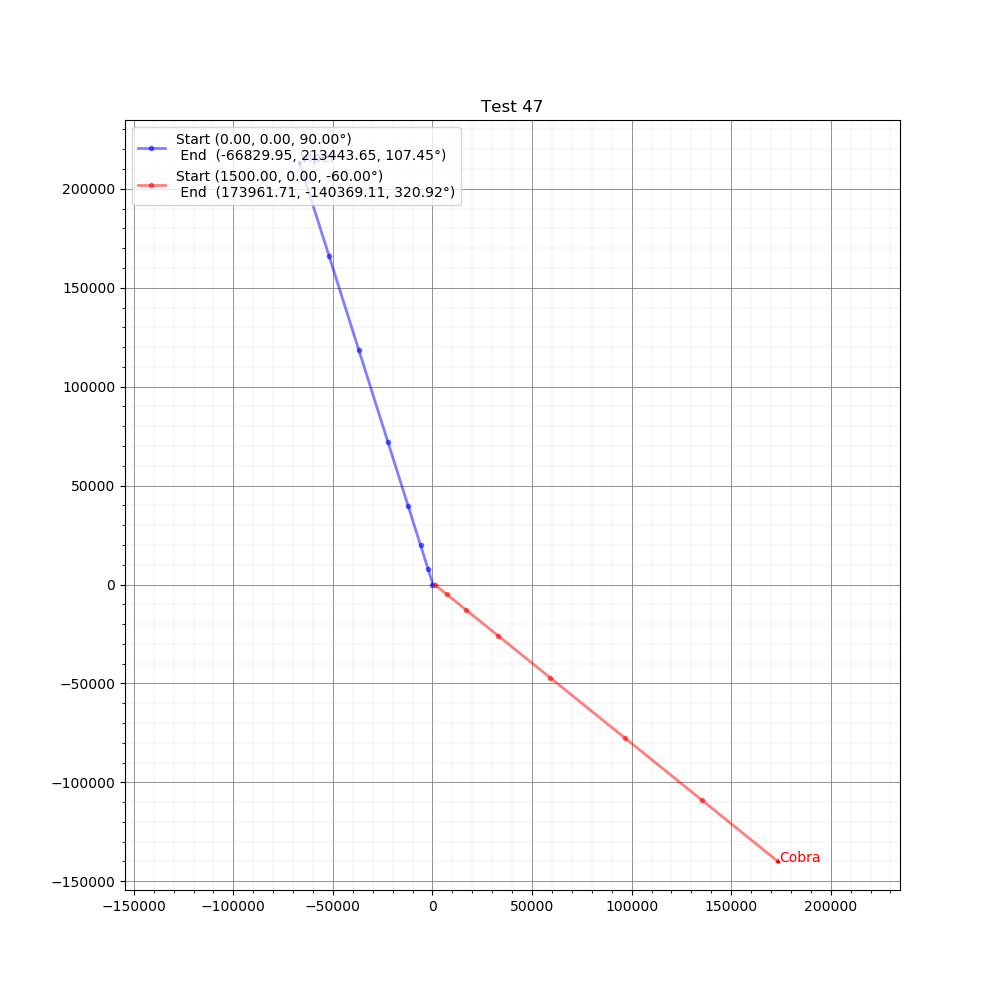 Test 47
Start (0.00, 0.00, 90.00°)
End (-66829.95, 213443.65, 107.45°)
Start (1500.00, 0.00, -60.00°)
End (173961.71, -140369.11, 320.92°)
200000
150000
100000
50000
0
−50000
−100000
−150000
Cobra
−150000 −100000 −50000 0 50000 100000 150000 200000